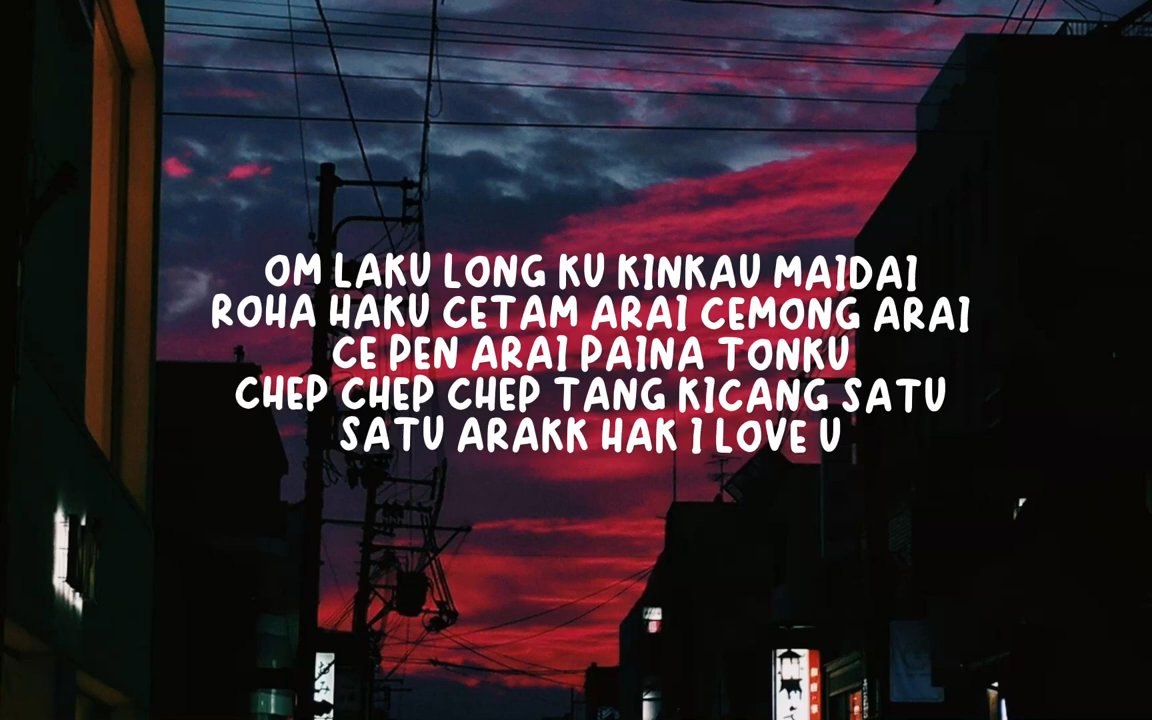 OM LAKU LONG KU KINKAU MAIDAI
ROHA HAKU CETAM ARAI CEMONG ARAI
CE PEN ARAI PAINA TONKU
CHEP CHEP CHEP TANG KICANG SATU
SATU ARAKK HAK I LOVE U